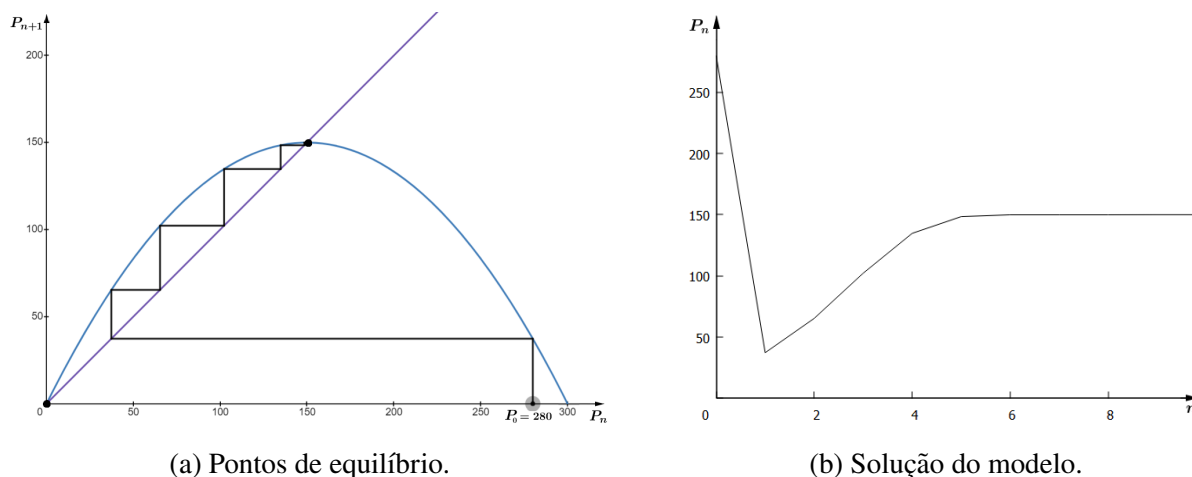 P_{n+1}
200
150
100
50
0 50 100 150 200 250 300
P_0 = 280 P_n
(a) Pontos de equilíbrio.
P_n
250
200
150
100
50
0 2 4 6 8
(b) Solução do modelo.